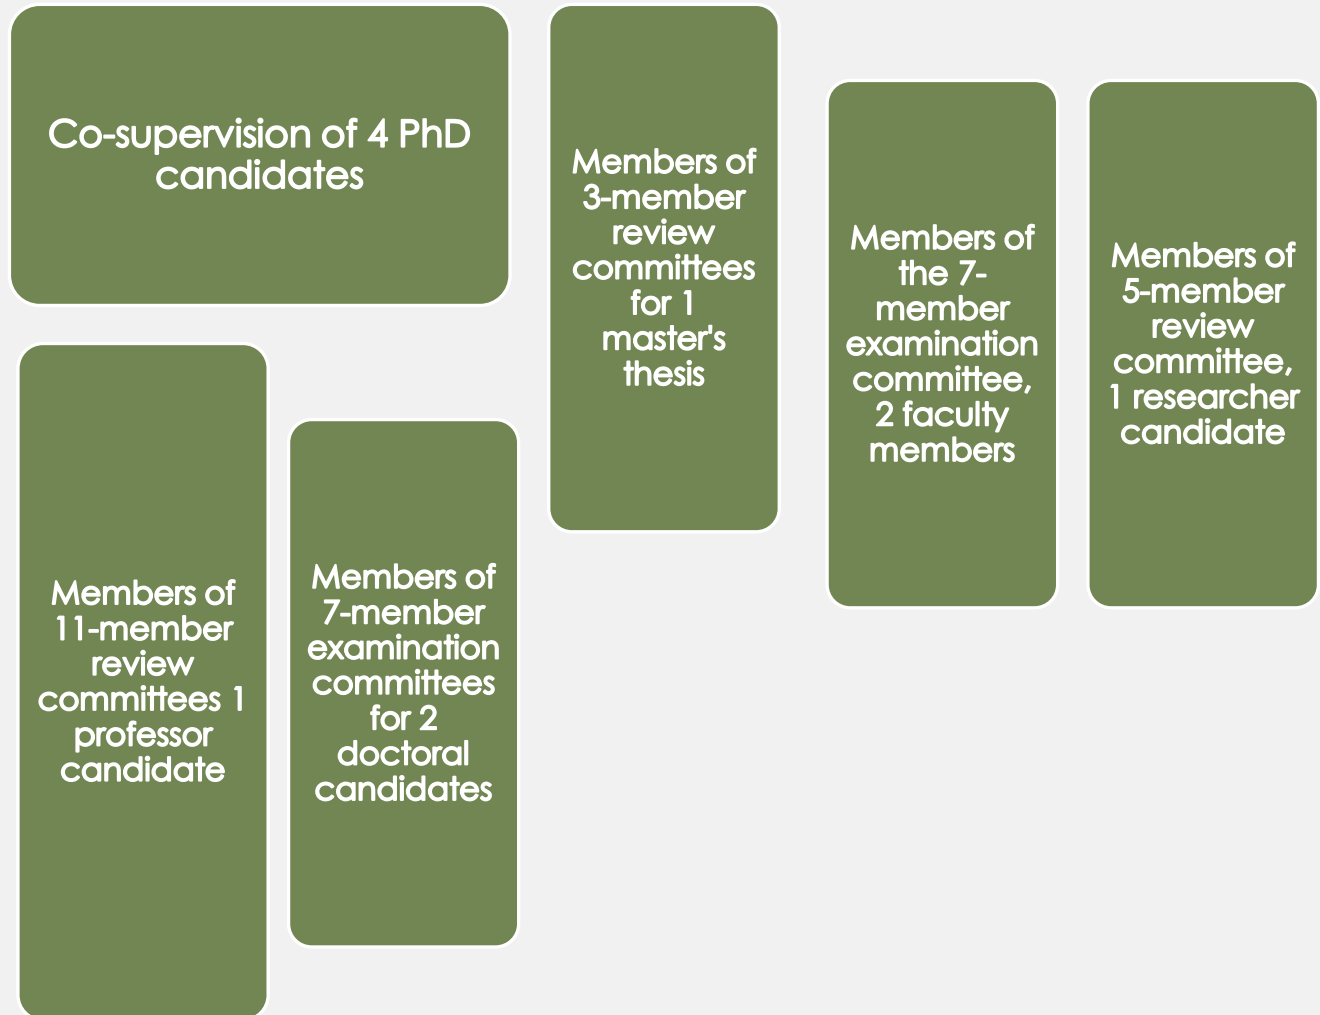 Co-supervision of 4 PhD
candidates
Members of
3-member
review
committees
for 1
master's
thesis
Members of
the 7-
member
examination
committee,
2 faculty
members
Members of
5-member
review
committee,
1 researcher
candidate
Members of
11-member
review
committees 1
professor
candidate
Members of
7-member
examination
committees
for 2
doctoral
candidates